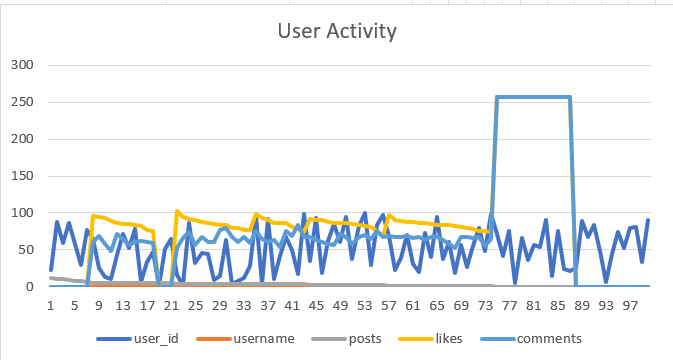 User Activity
300
250
200
150
100
50
0
1 5 9 13 17 21 25 29 33 37 41 45 49 53 57 61 65 69 73 77 81 85 89 93 97
user_id username posts likes comments